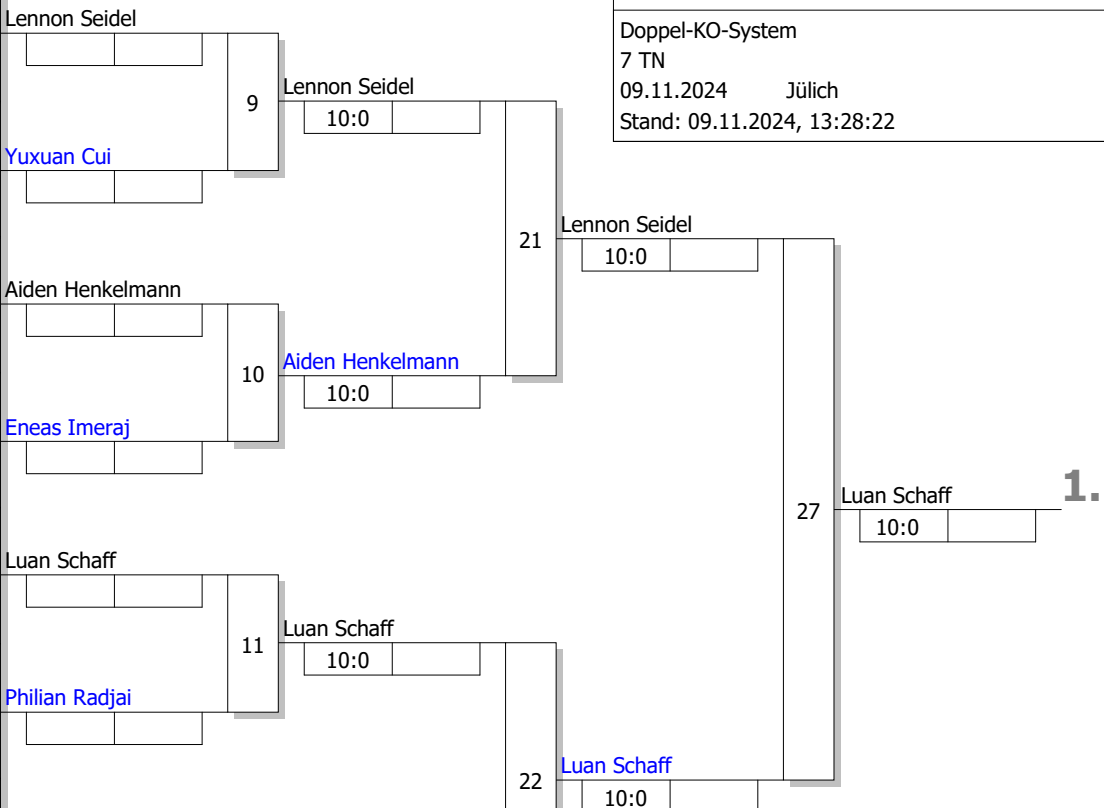 Lennon Seidel
Doppel-KO-System
7 TN
09.11.2024 Jülich
Stand: 09.11.2024, 13:28:22
9
Lennon Seidel
10:0
Yuxuan Cui
21
Lennon Seidel
10:0
Aiden Henkelmann
10
Aiden Henkelmann
10:0
Eneas Imeraj
27
Luan Schaff
1.
10:0
Luan Schaff
11
Luan Schaff
10:0
Philian Radjai
22
Luan Schaff
10:0